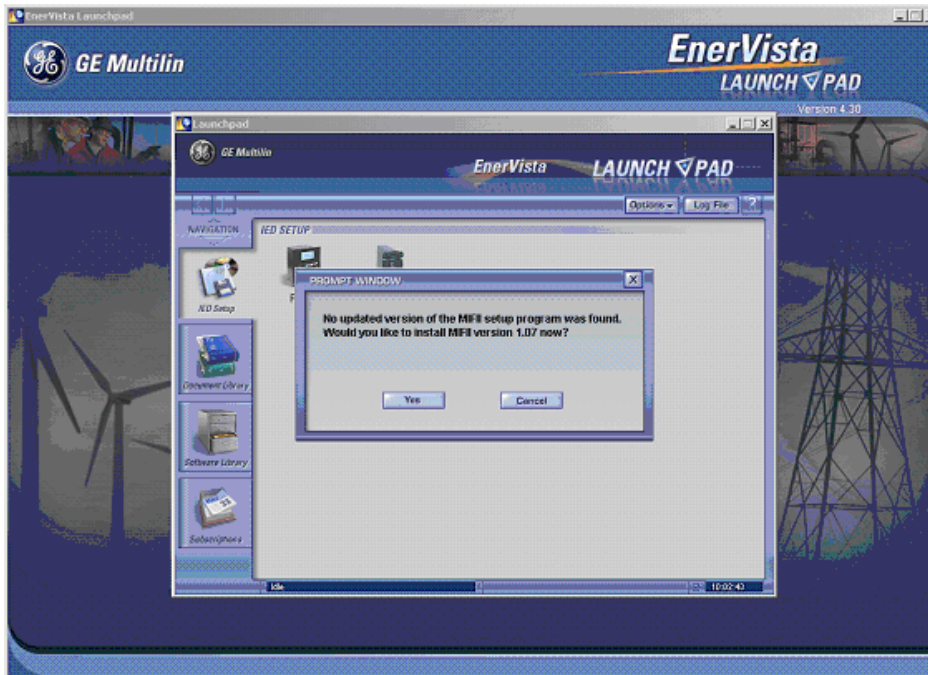 EnerVista Launchpad
GE Multilin
EnerVista
LAUNCH PAD
Version 4.30
Launchpad
GE Multilin
EnerVista LAUNCH PAD
Options Log File ?
NAVIGATION
IED SETUP
IED Setup
Document Library
Software Library
Subscriptions
PROMPT WINDOW
No updated version of the MIFII setup program was found.
Would you like to install MIFII version 1.07 now?
Yes Cancel
Idle 10:02:43